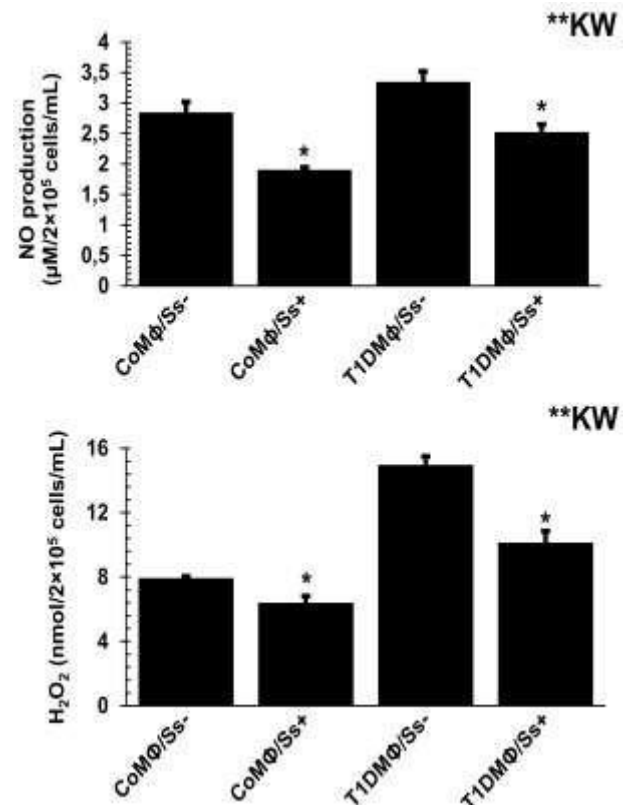 **KW
NO production
(µM/2×10⁵ cells/mL)
4
3,5
3
2,5
2
1,5
1
0,5
0
*
*
CoMϕ/Ss-
CoMϕ/Ss+
T1DMϕ/Ss-
T1DMϕ/Ss+
**KW
H₂O₂ (nmol/2×10⁵ cells/mL)
16
12
8
4
0
*
*
CoMΦ/Ss-
CoMΦ/Ss+
T1DMΦ/Ss-
T1DMΦ/Ss+